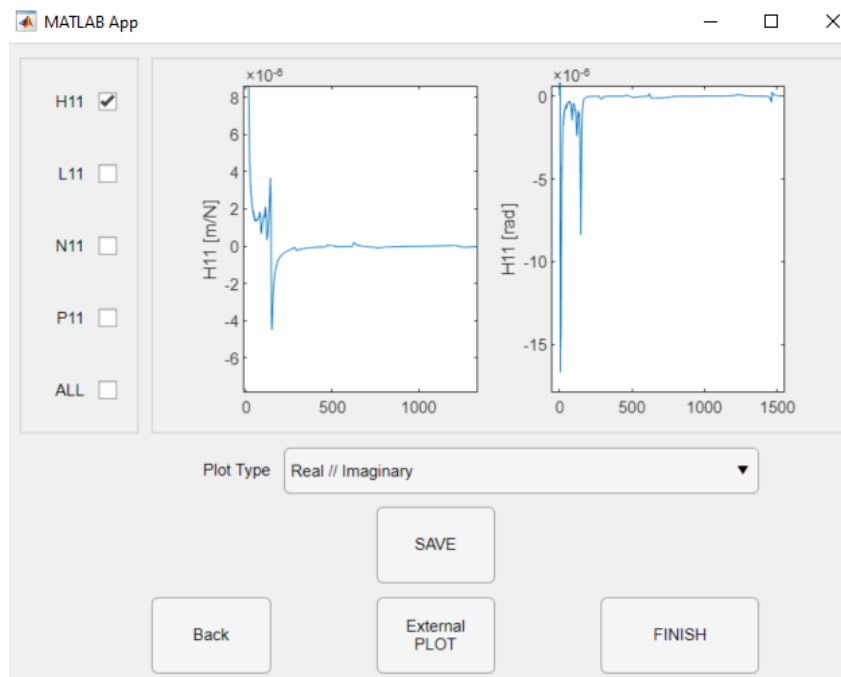 MATLAB App
H11
L11
N11
P11
ALL
×10⁻⁶
8
6
4
2
0
-2
-4
-6
H11 [m/N]
0 500 1000
×10⁻⁶
0
-5
-10
-15
H11 [rad]
0 500 1000 1500
Plot Type Real // Imaginary
SAVE
Back
External
PLOT
FINISH